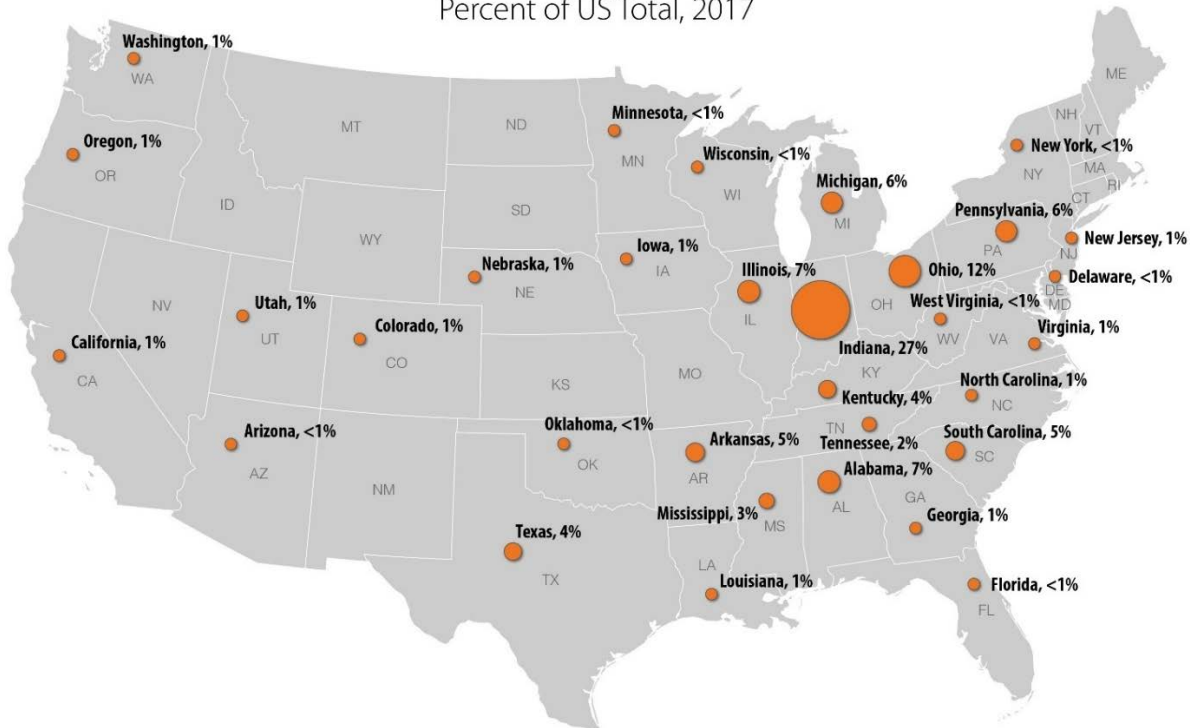 Percent of US Total, 2017
Washington, 1%
WA
Oregon, 1%
OR
MT
ID
WY
ND
SD
Minnesota, <1%
MN
Wisconsin, <1%
WI
Michigan, 6%
MI
ME
NH
VT
New York, <1%
NY
MA
RI
CT
Pennsylvania, 6%
PA
New Jersey, 1%
NJ
Iowa, 1%
IA
Nebraska, 1%
NE
Illinois, 7%
IL
Ohio, 12%
OH
Delaware, <1%
DE
MD
West Virginia, <1%
WV
Virginia, 1%
VA
Indiana, 27%
NV
Utah, 1%
UT
Colorado, 1%
CO
California, 1%
CA
KS
MO
KY
Kentucky, 4%
North Carolina, 1%
NC
TN
Tennessee, 2%
South Carolina, 5%
SC
Arizona, <1%
AZ
NM
Oklahoma, <1%
OK
Arkansas, 5%
AR
Alabama, 7%
AL
Mississippi, 3%
MS
GA
Georgia, 1%
Texas, 4%
TX
LA
Louisiana, 1%
Florida, <1%
FL